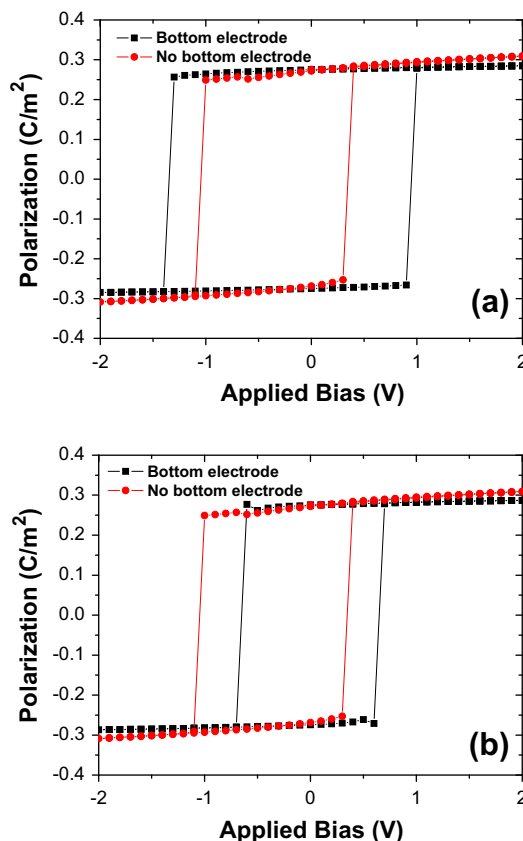 0.4
Bottom electrode
No bottom electrode
0.3
0.2
0.1
0.0
-0.1
-0.2
-0.3
-0.4
Polarization (C/m²)
(a)
-2 -1 0 1 2
Applied Bias (V)
0.4
Bottom electrode
No bottom electrode
0.3
0.2
0.1
0.0
-0.1
-0.2
-0.3
-0.4
Polarization (C/m²)
(b)
-2 -1 0 1 2
Applied Bias (V)